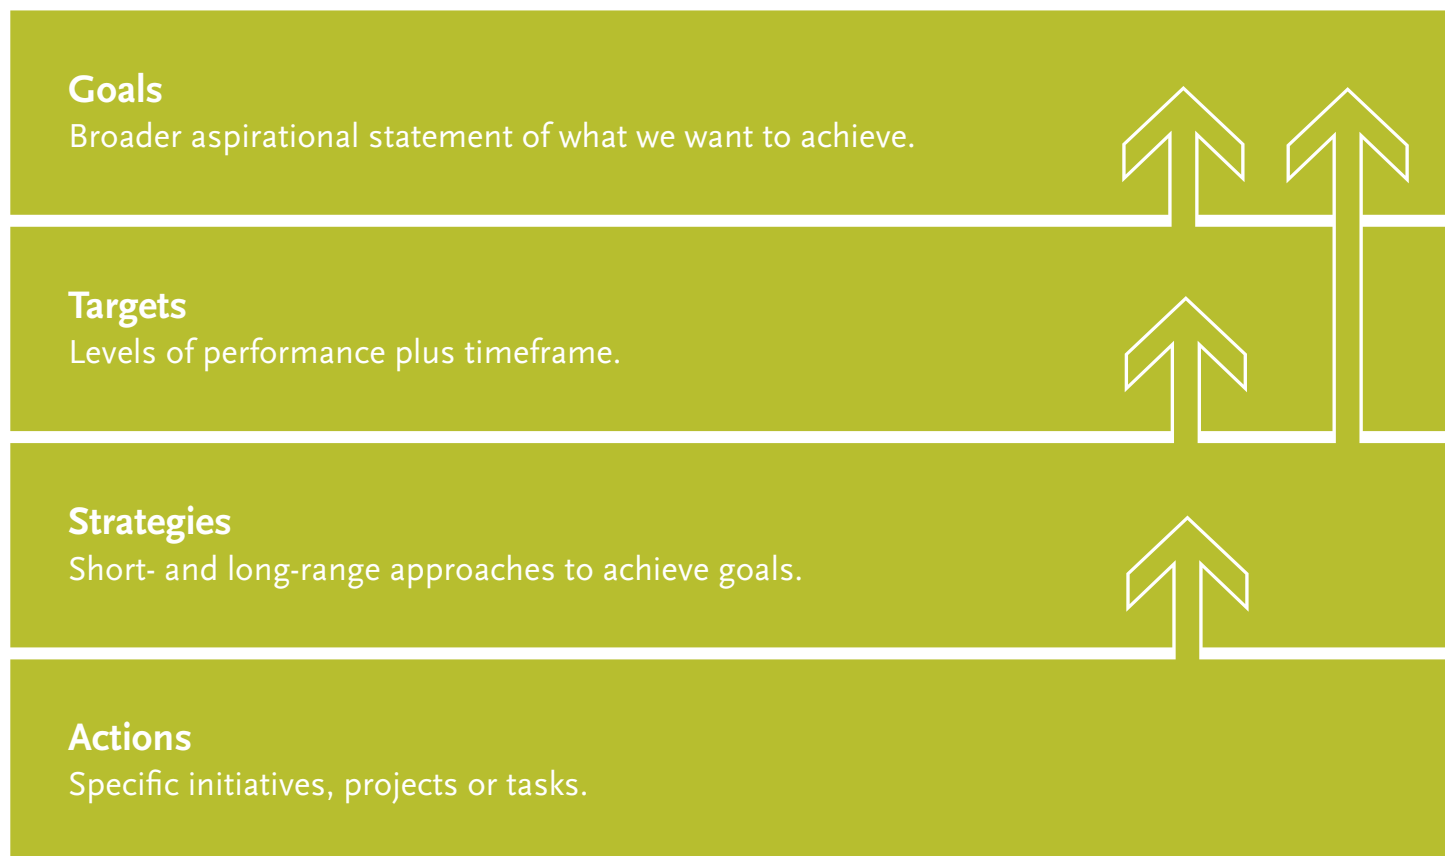 Goals
Broader aspirational statement of what we want to achieve.
Targets
Levels of performance plus timeframe.
Strategies
Short- and long-range approaches to achieve goals.
Actions
Specific initiatives, projects or tasks.